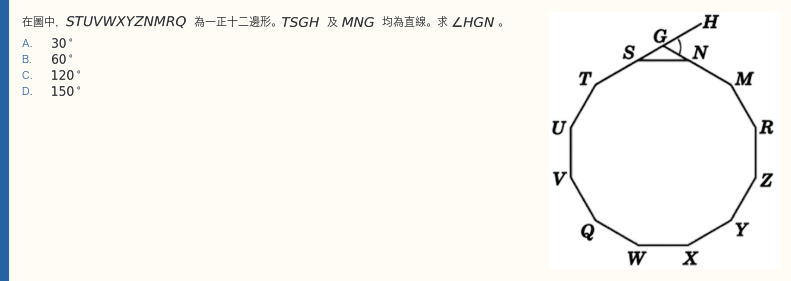 在圖中，STUVWXYZNMRQ 為一正十二邊形。TSGH 及 MNG 均為直線。求 ∠HGN 。
A. 30°
B. 60°
C. 120°
D. 150°
H
G
S N
T M
U R
V Z
Q Y
W X